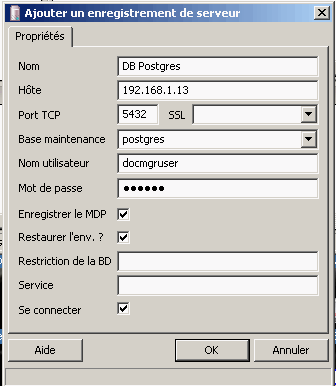 Ajouter un enregistrement de serveur
Propriétés
Nom DB Postgres
Hôte 192.168.1.13
Port TCP 5432 SSL
Base maintenance postgres
Nom utilisateur docmgruser
Mot de passe ●●●●●●
Enregistrer le MDP
Restaurer l'env. ?
Restriction de la BD
Service
Se connecter
Aide OK Annuler